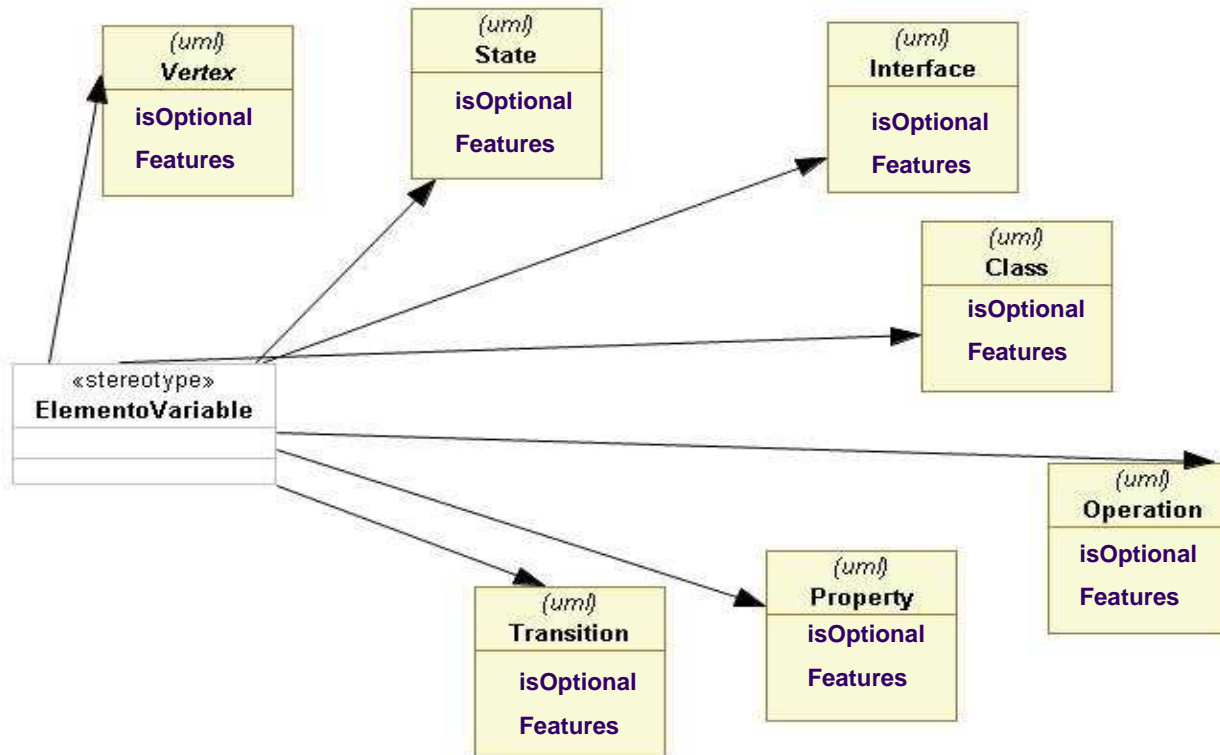 (uml)
Vertex
isOptional
Features
(uml)
State
isOptional
Features
(uml)
Interface
isOptional
Features
(uml)
Class
isOptional
Features
«stereotype»
ElementoVariable
(uml)
Operation
isOptional
Features
(uml)
Property
isOptional
Features
(uml)
Transition
isOptional
Features